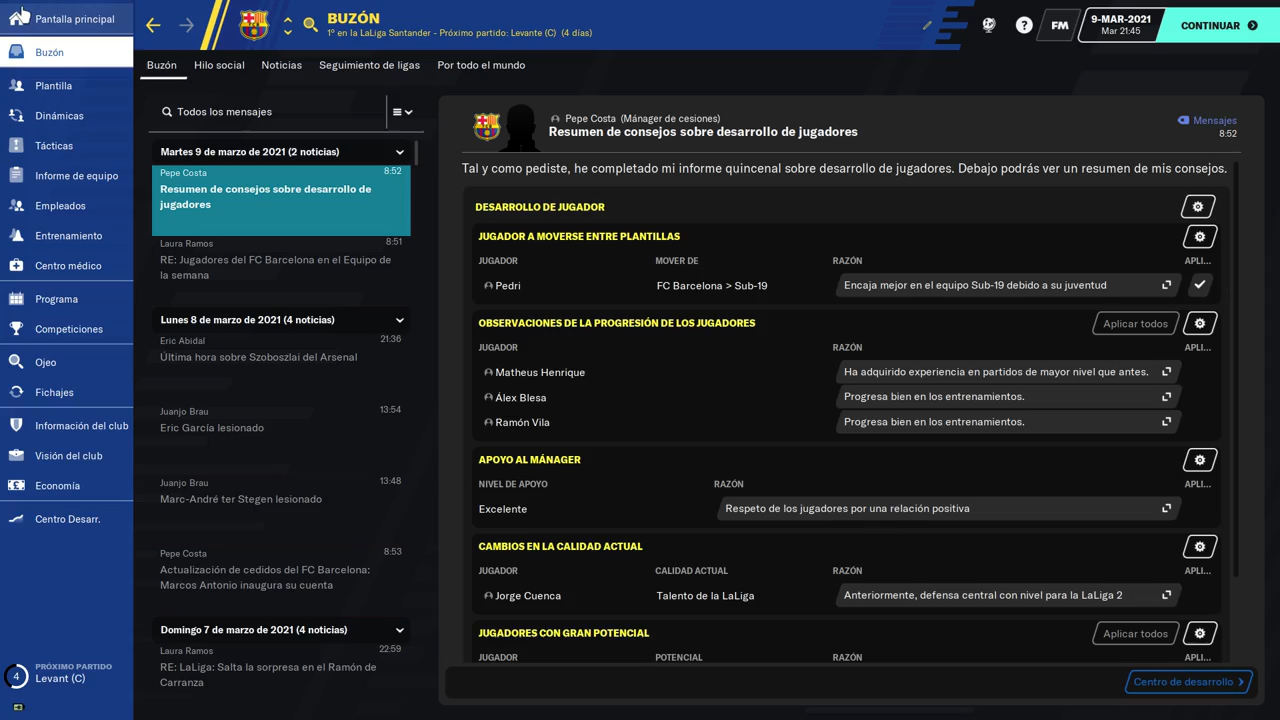 Pantalla principal
Buzón
Plantilla
Dinámicas
Tácticas
Informe de equipo
Empleados
Entrenamiento
Centro médico
Programa
Competiciones
Ojeo
Fichajes
Información del club
Visión del club
Economía
Centro Desarr.
4
PRÓXIMO PARTIDO
Levant (C)
BUZÓN
1º en la LaLiga Santander - Próximo partido: Levante (C) (4 días)
?
FM
9-MAR-2021
Mar 21:45
CONTINUAR
Buzón
Hilo social
Noticias
Seguimiento de ligas
Por todo el mundo
Todos los mensajes
Martes 9 de marzo de 2021 (2 noticias)
Pepe Costa 8:52
Resumen de consejos sobre desarrollo de
jugadores
Laura Ramos 8:51
RE: Jugadores del FC Barcelona en el Equipo de
la semana
Lunes 8 de marzo de 2021 (4 noticias)
Eric Abidal 21:36
Última hora sobre Szoboszlai del Arsenal
Juanjo Brau 13:54
Eric García lesionado
Juanjo Brau 13:48
Marc-André ter Stegen lesionado
Pepe Costa 8:53
Actualización de cedidos del FC Barcelona:
Marcos Antonio inaugura su cuenta
Domingo 7 de marzo de 2021 (4 noticias)
Laura Ramos 22:59
RE: LaLiga: Salta la sorpresa en el Ramón de
Carranza
Pepe Costa (Mánager de cesiones)
Resumen de consejos sobre desarrollo de jugadores
Mensajes
8:52
Tal y como pediste, he completado mi informe quincenal sobre desarrollo de jugadores. Debajo podrás ver un resumen de mis consejos.
DESARROLLO DE JUGADOR
JUGADOR A MOVERSE ENTRE PLANTILLAS
JUGADOR MOVER DE RAZÓN APLI...
Pedri FC Barcelona > Sub-19 Encaja mejor en el equipo Sub-19 debido a su juventud
OBSERVACIONES DE LA PROGRESIÓN DE LOS JUGADORES Aplicar todos
JUGADOR RAZÓN APLI...
Matheus Henrique Ha adquirido experiencia en partidos de mayor nivel que antes.
Álex Blesa Progresa bien en los entrenamientos.
Ramón Vila Progresa bien en los entrenamientos.
APOYO AL MÁNAGER
NIVEL DE APOYO RAZÓN APLI...
Excelente Respeto de los jugadores por una relación positiva
CAMBIOS EN LA CALIDAD ACTUAL
JUGADOR CALIDAD ACTUAL RAZÓN APLI...
Jorge Cuenca Talento de la LaLiga Anteriormente, defensa central con nivel para la LaLiga 2
JUGADORES CON GRAN POTENCIAL Aplicar todos
JUGADOR POTENCIAL RAZÓN APLI...
Centro de desarrollo